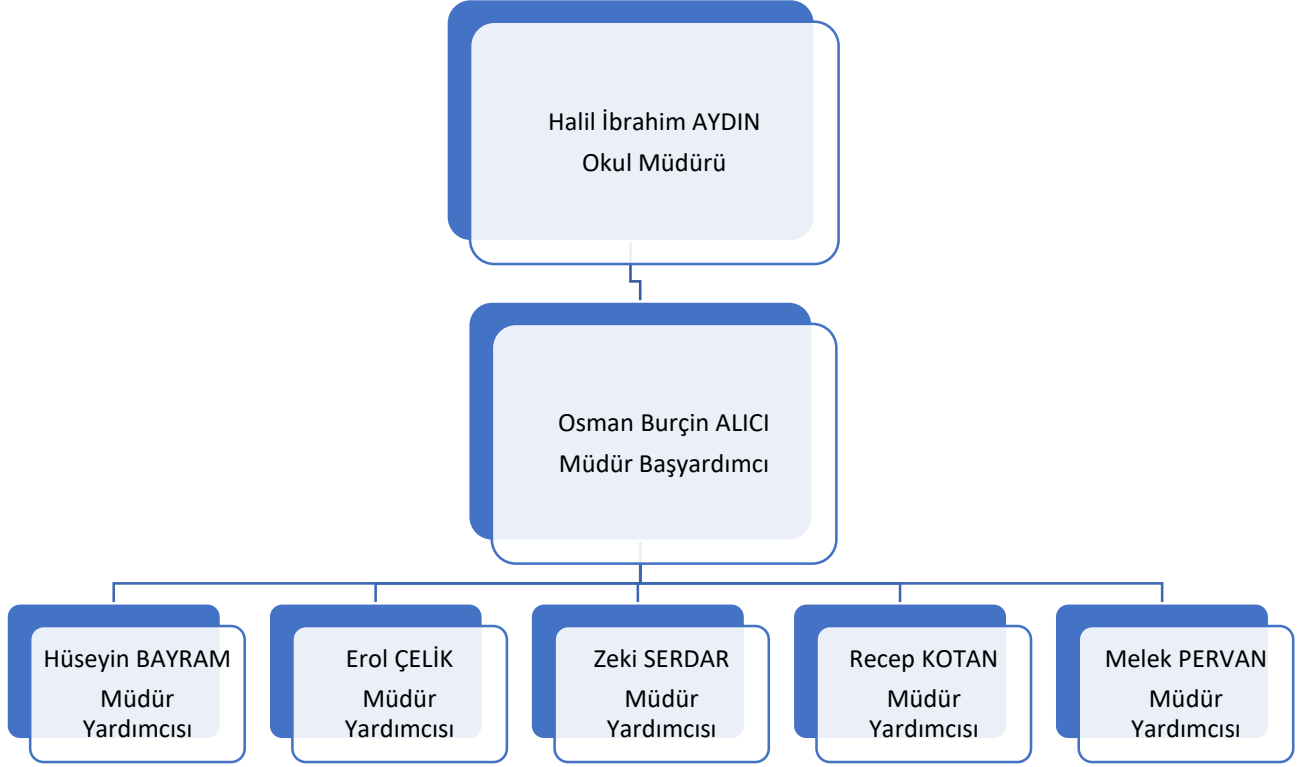 Halil İbrahim AYDIN
Okul Müdürü
Osman Burçin ALICI
Müdür Başyardımcı
Hüseyin BAYRAM
Müdür
Yardımcısı
Erol ÇELİK
Müdür
Yardımcısı
Zeki SERDAR
Müdür
Yardımcısı
Recep KOTAN
Müdür
Yardımcısı
Melek PERVAN
Müdür
Yardımcısı